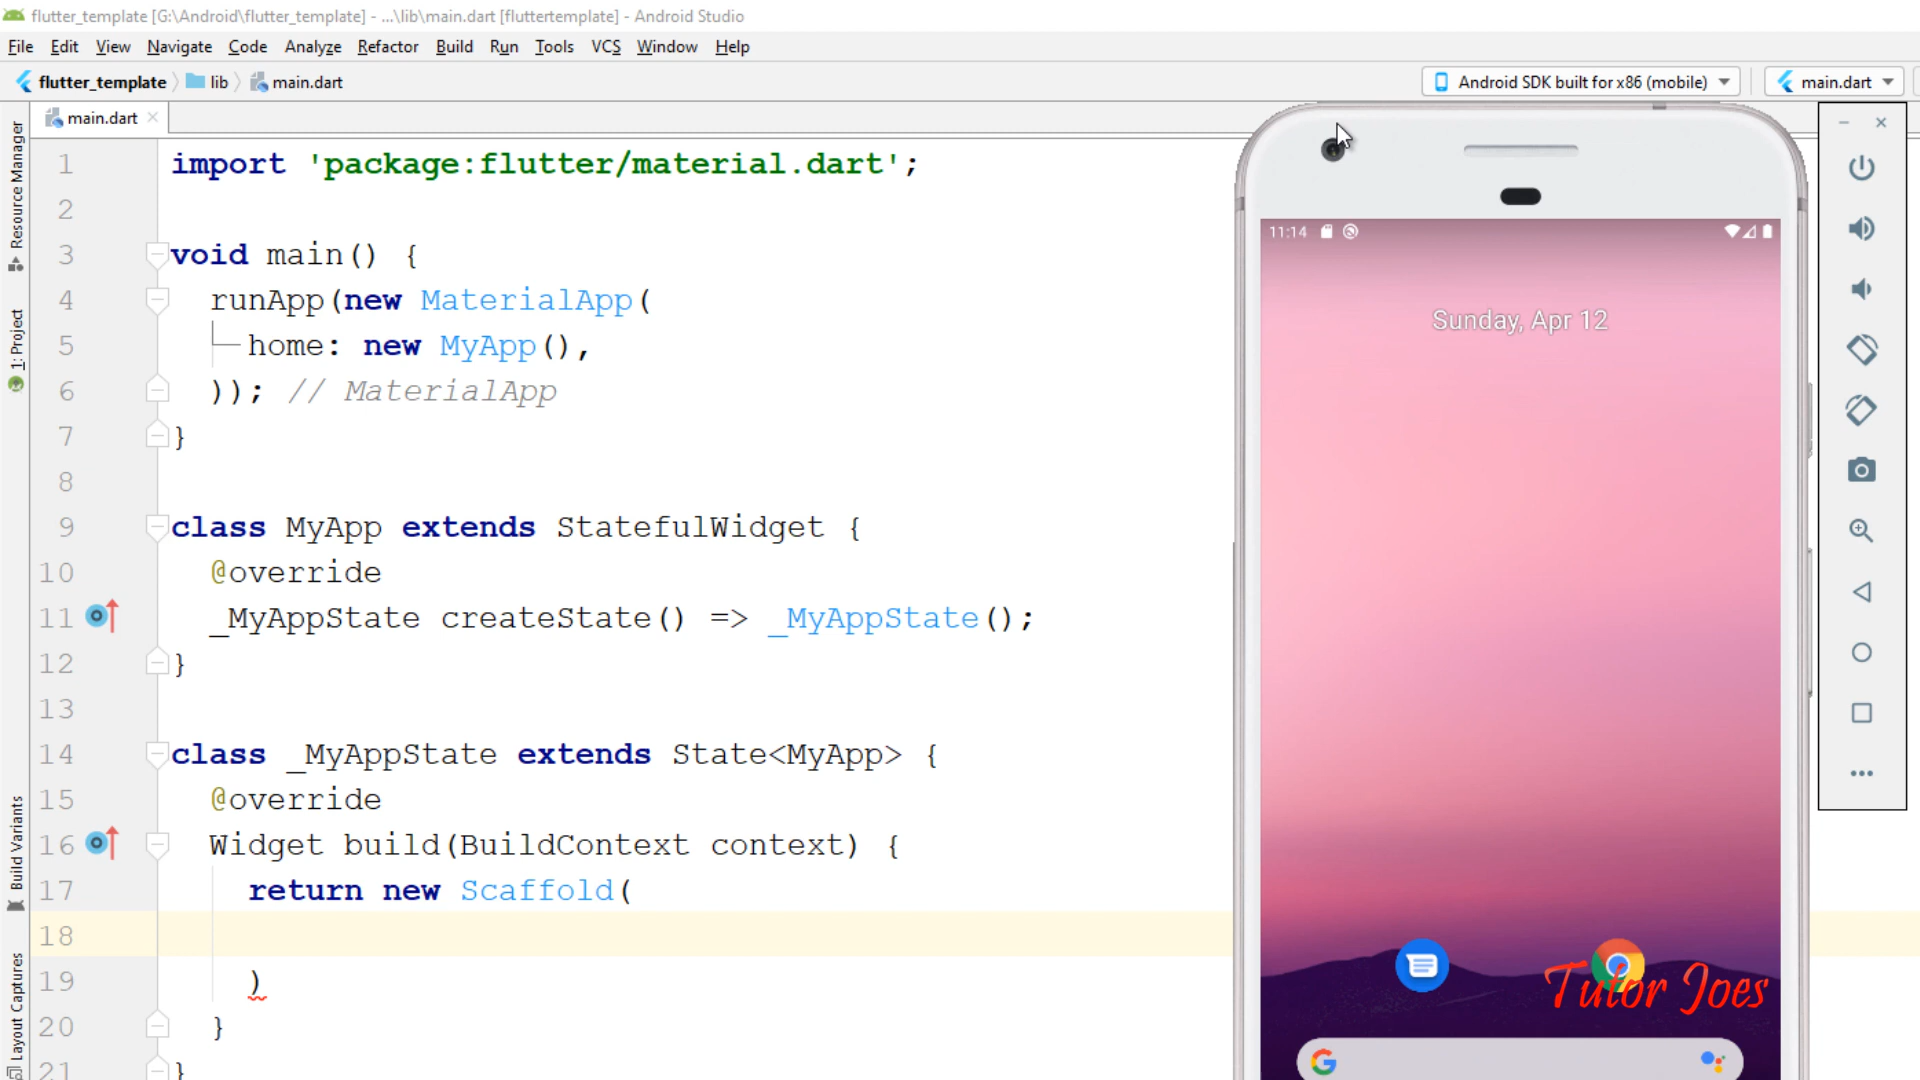 flutter_template [G:\Android\flutter_template] - ...\lib\main.dart [fluttertemplate] - Android Studio
File Edit View Navigate Code Analyze Refactor Build Run Tools VCS Window Help
flutter_template lib main.dart Android SDK built for x86 (mobile) main.dart
main.dart
Resource Manager
1: Project
Build Variants
Layout Captures
1 import 'package:flutter/material.dart';
2
3 void main() {
4 runApp(new MaterialApp(
5 home: new MyApp(),
6 )); // MaterialApp
7 }
8
9 class MyApp extends StatefulWidget {
10 @override
11 _MyAppState createState() => _MyAppState();
12 }
13
14 class _MyAppState extends State<MyApp> {
15 @override
16 Widget build(BuildContext context) {
17 return new Scaffold(
18
19 )
20 }
21 }
11:14
Sunday, Apr 12
Tutor Joes
G